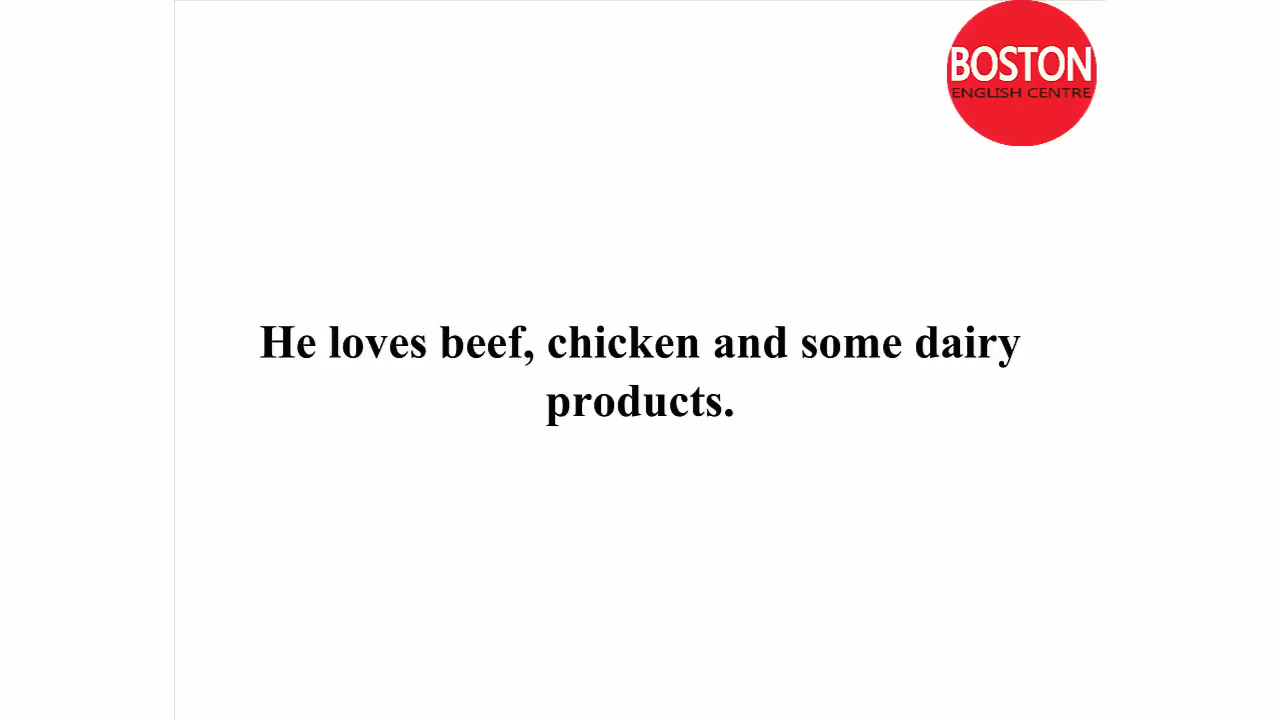 BOSTON
ENGLISH CENTRE
He loves beef, chicken and some dairy
products.